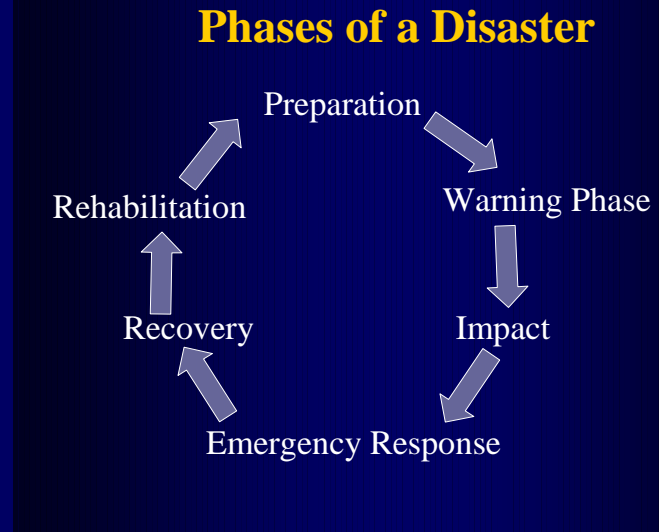 Phases of a Disaster
Preparation
Warning Phase
Impact
Emergency Response
Recovery
Rehabilitation